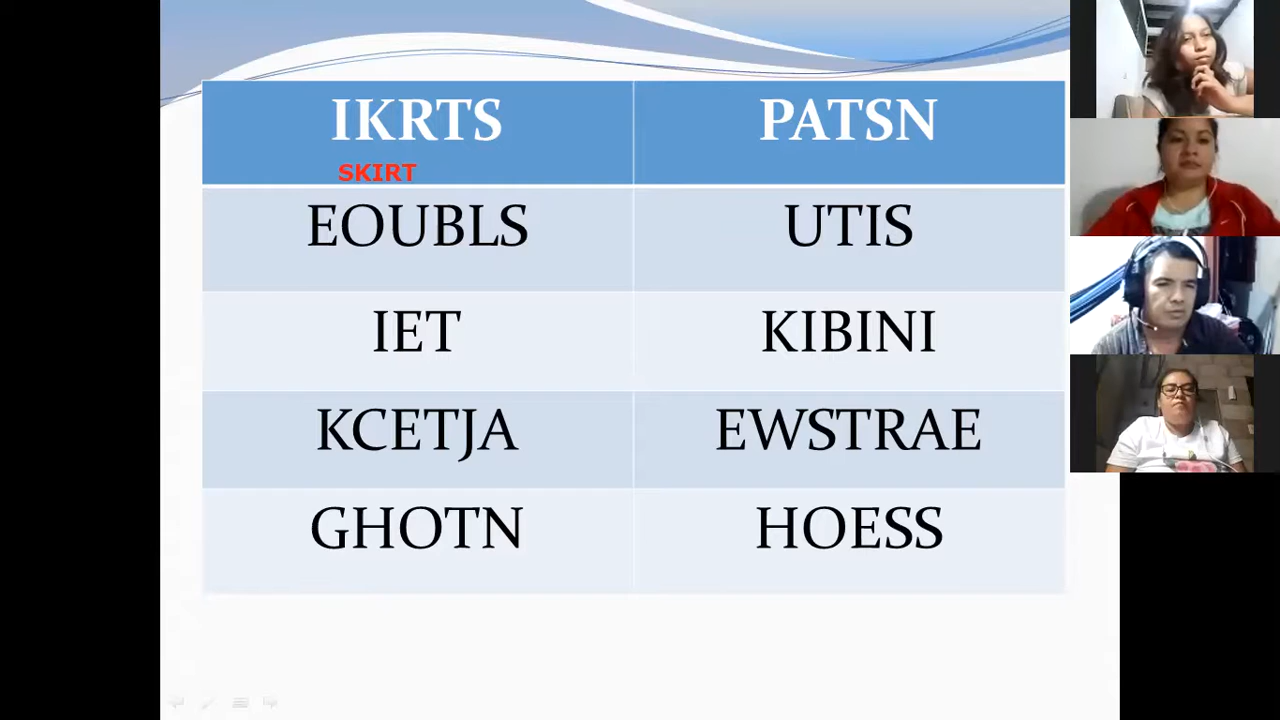 IKRTS PATSN
SKIRT
EOUBLS UTIS
IET KIBINI
KCETJA EWSTRAE
GHOTN HOESS